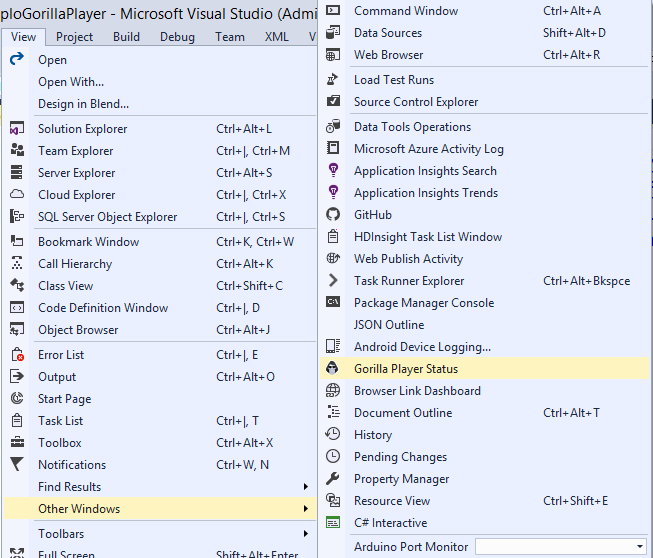 ploGorillaPlayer - Microsoft Visual Studio (Admi
View Project Build Debug Team XML V
Open
Open With...
Design in Blend...
Solution Explorer Ctrl+Alt+L
Team Explorer Ctrl+|, Ctrl+M
Server Explorer Ctrl+Alt+S
Cloud Explorer Ctrl+|, Ctrl+X
SQL Server Object Explorer Ctrl+|, Ctrl+S
Bookmark Window Ctrl+K, Ctrl+W
Call Hierarchy Ctrl+Alt+K
Class View Ctrl+Shift+C
Code Definition Window Ctrl+|, D
Object Browser Ctrl+Alt+J
Error List Ctrl+|, E
Output Ctrl+Alt+O
Start Page
Task List Ctrl+|, T
Toolbox Ctrl+Alt+X
Notifications Ctrl+W, N
Find Results
Other Windows
Toolbars
Full Screen Shift+Alt+Enter
Command Window Ctrl+Alt+A
Data Sources Shift+Alt+D
Web Browser Ctrl+Alt+R
Load Test Runs
Source Control Explorer
Data Tools Operations
Microsoft Azure Activity Log
Application Insights Search
Application Insights Trends
GitHub
HDInsight Task List Window
Web Publish Activity
Task Runner Explorer Ctrl+Alt+Bkspce
Package Manager Console
JSON Outline
Android Device Logging...
Gorilla Player Status
Browser Link Dashboard
Document Outline Ctrl+Alt+T
History
Pending Changes
Property Manager
Resource View Ctrl+Shift+E
C# Interactive
Arduino Port Monitor